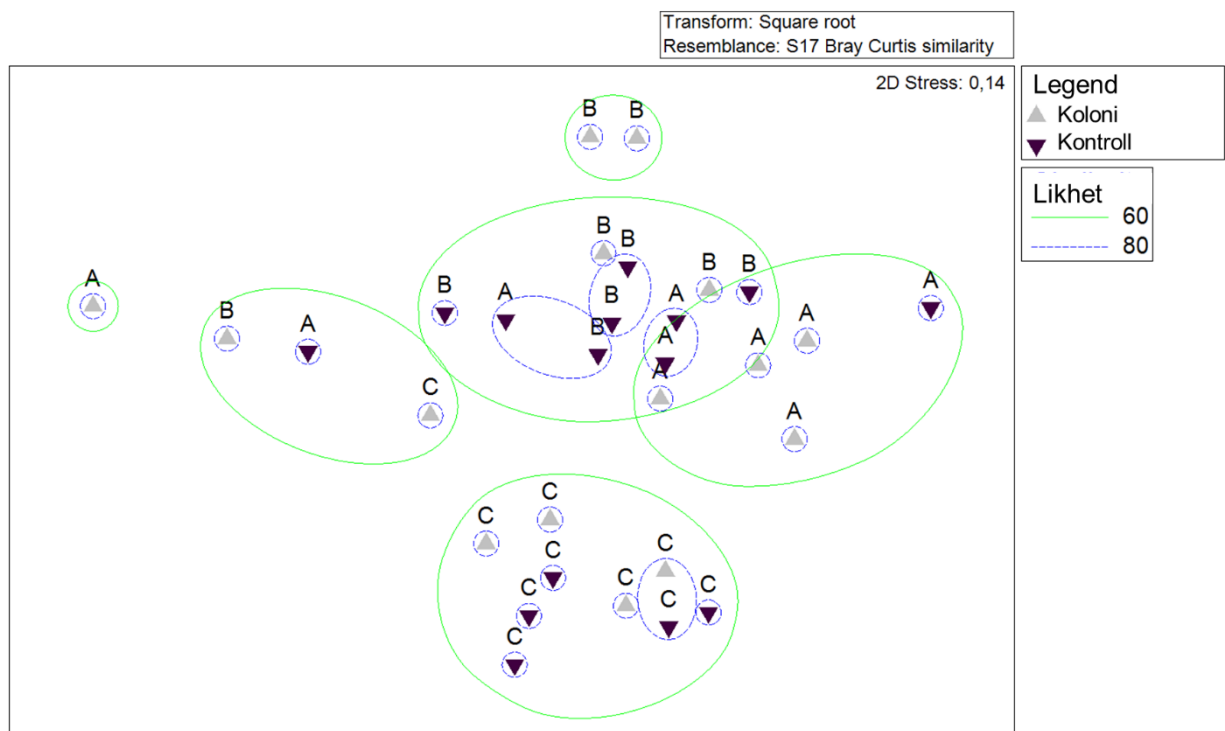 Transform: Square root
Resemblance: S17 Bray Curtis similarity
2D Stress: 0,14
Legend
Koloni
Kontroll
Likhet
60
80
B B
B B
A
B B
B A B A
A
B A
B A A
A
C
A
C
C
C C
C C C
C